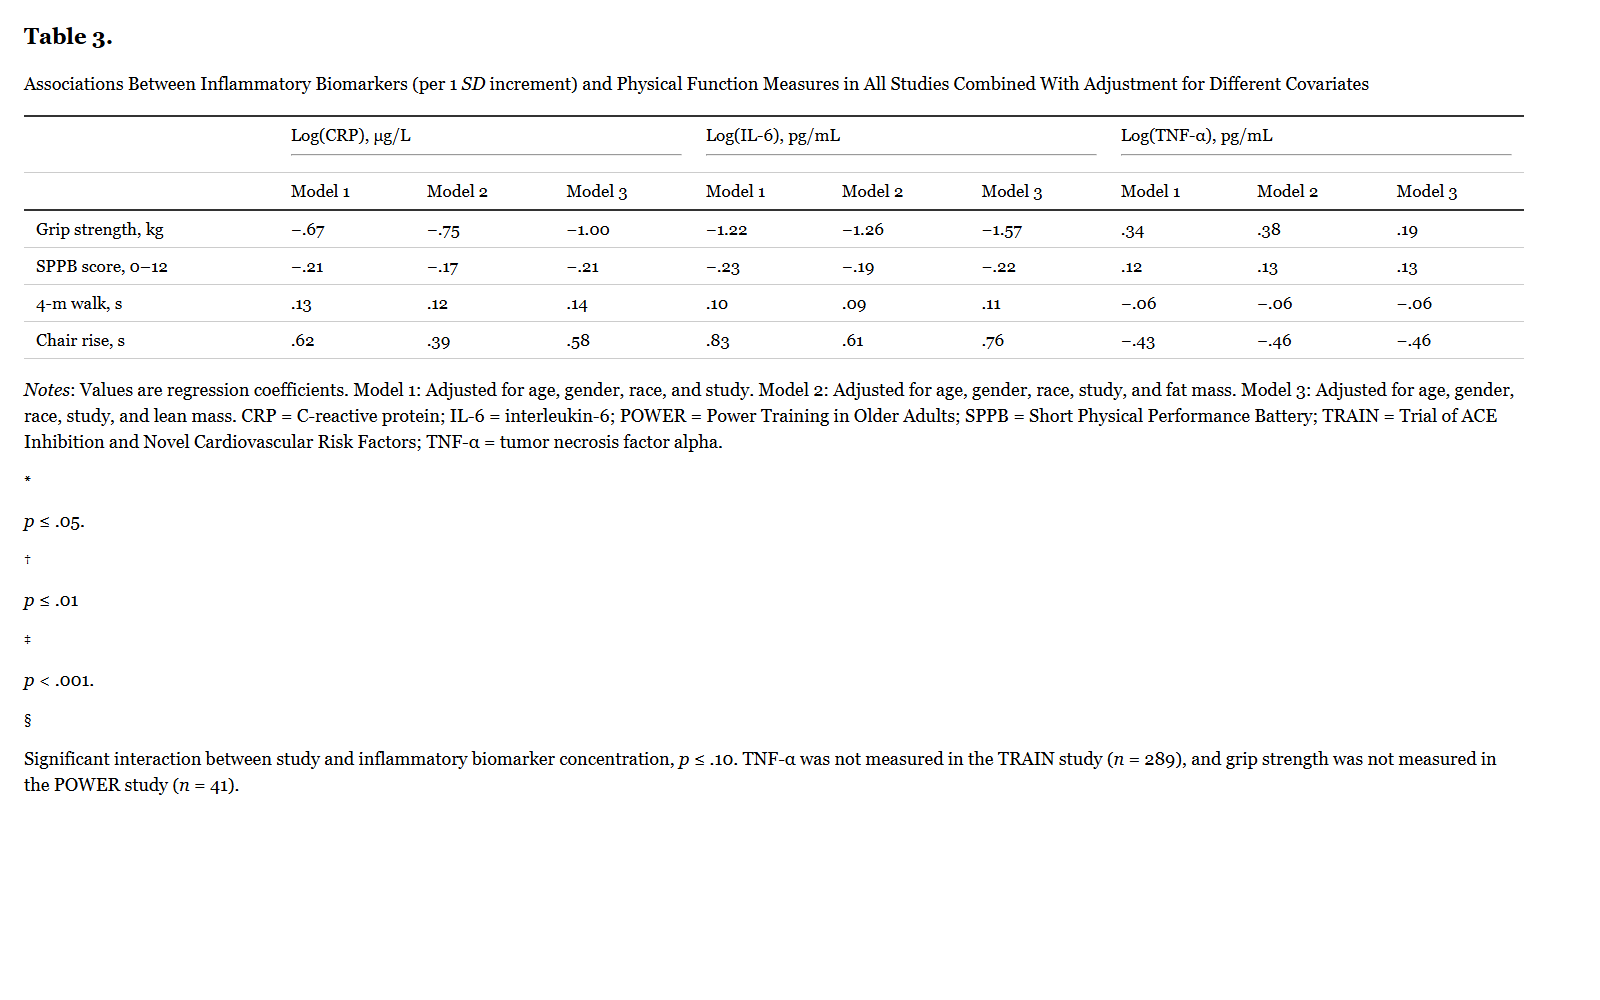 Table 3.
Associations Between Inflammatory Biomarkers (per 1 SD increment) and Physical Function Measures in All Studies Combined With Adjustment for Different Covariates
Log(CRP), μg/L Log(IL-6), pg/mL Log(TNF-α), pg/mL
Model 1 Model 2 Model 3 Model 1 Model 2 Model 3 Model 1 Model 2 Model 3
Grip strength, kg −.67 −.75 −1.00 −1.22 −1.26 −1.57 .34 .38 .19
SPPB score, 0–12 −.21 −.17 −.21 −.23 −.19 −.22 .12 .13 .13
4-m walk, s .13 .12 .14 .10 .09 .11 −.06 −.06 −.06
Chair rise, s .62 .39 .58 .83 .61 .76 −.43 −.46 −.46
Notes: Values are regression coefficients. Model 1: Adjusted for age, gender, race, and study. Model 2: Adjusted for age, gender, race, study, and fat mass. Model 3: Adjusted for age, gender,
race, study, and lean mass. CRP = C-reactive protein; IL-6 = interleukin-6; POWER = Power Training in Older Adults; SPPB = Short Physical Performance Battery; TRAIN = Trial of ACE
Inhibition and Novel Cardiovascular Risk Factors; TNF-α = tumor necrosis factor alpha.
*
p ≤ .05.
†
p ≤ .01
‡
p < .001.
§
Significant interaction between study and inflammatory biomarker concentration, p ≤ .10. TNF-α was not measured in the TRAIN study (n = 289), and grip strength was not measured in
the POWER study (n = 41).